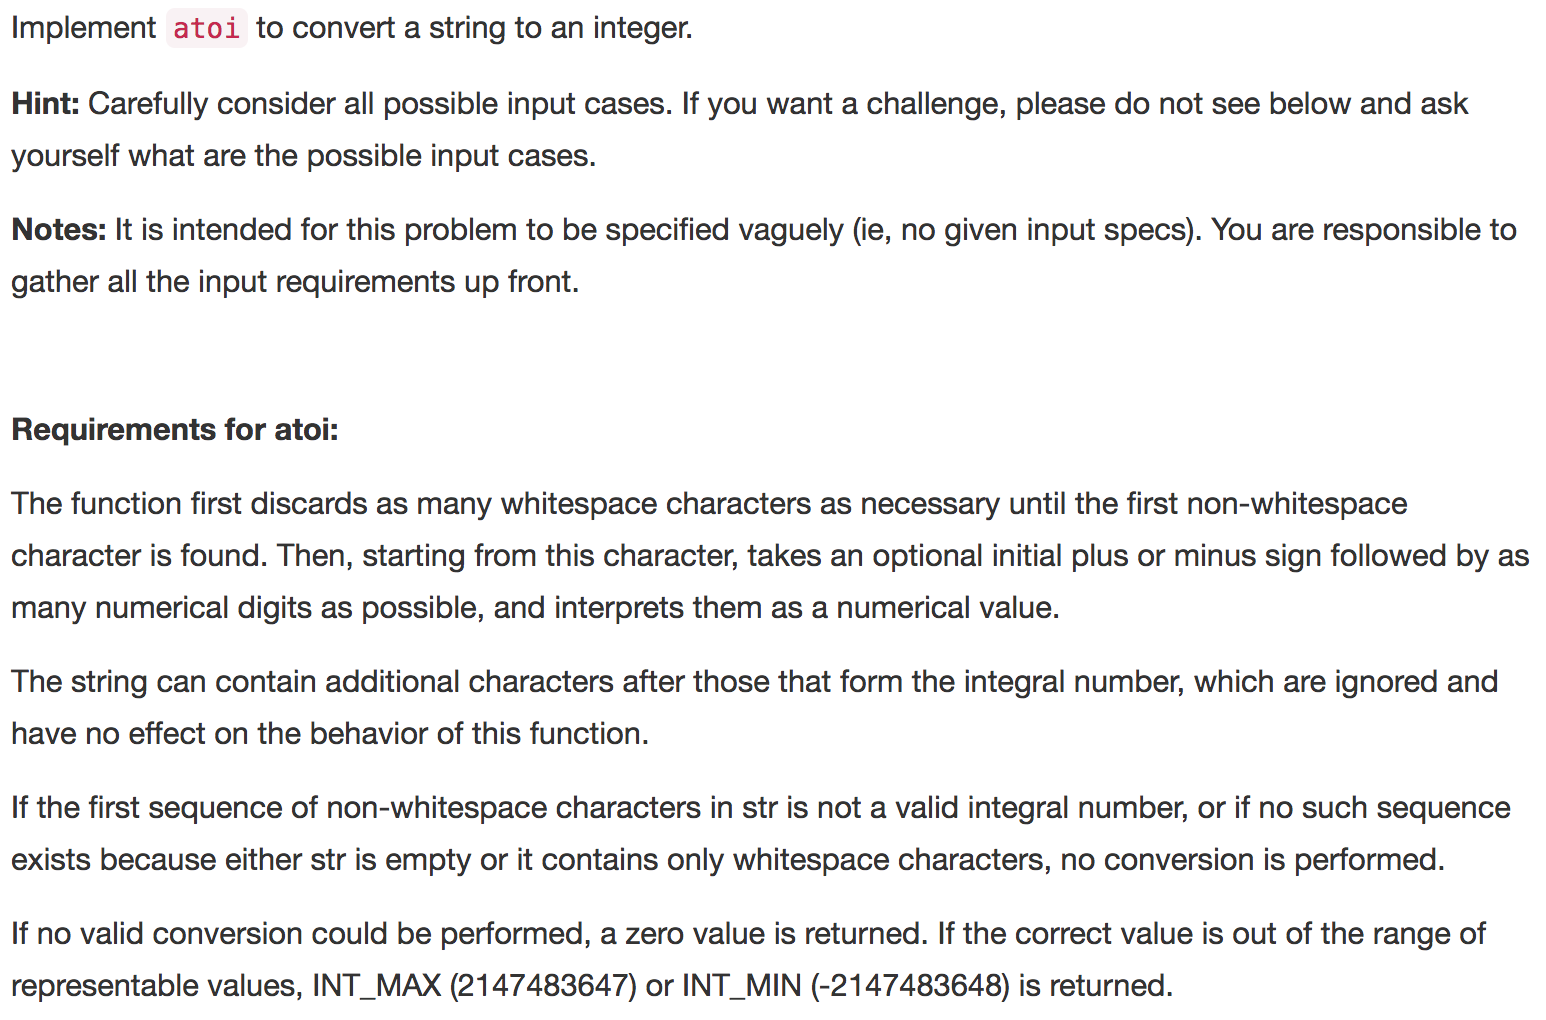 Implement atoi to convert a string to an integer.
Hint: Carefully consider all possible input cases. If you want a challenge, please do not see below and ask
yourself what are the possible input cases.
Notes: It is intended for this problem to be specified vaguely (ie, no given input specs). You are responsible to
gather all the input requirements up front.
Requirements for atoi:
The function first discards as many whitespace characters as necessary until the first non-whitespace
character is found. Then, starting from this character, takes an optional initial plus or minus sign followed by as
many numerical digits as possible, and interprets them as a numerical value.
The string can contain additional characters after those that form the integral number, which are ignored and
have no effect on the behavior of this function.
If the first sequence of non-whitespace characters in str is not a valid integral number, or if no such sequence
exists because either str is empty or it contains only whitespace characters, no conversion is performed.
If no valid conversion could be performed, a zero value is returned. If the correct value is out of the range of
representable values, INT_MAX (2147483647) or INT_MIN (-2147483648) is returned.